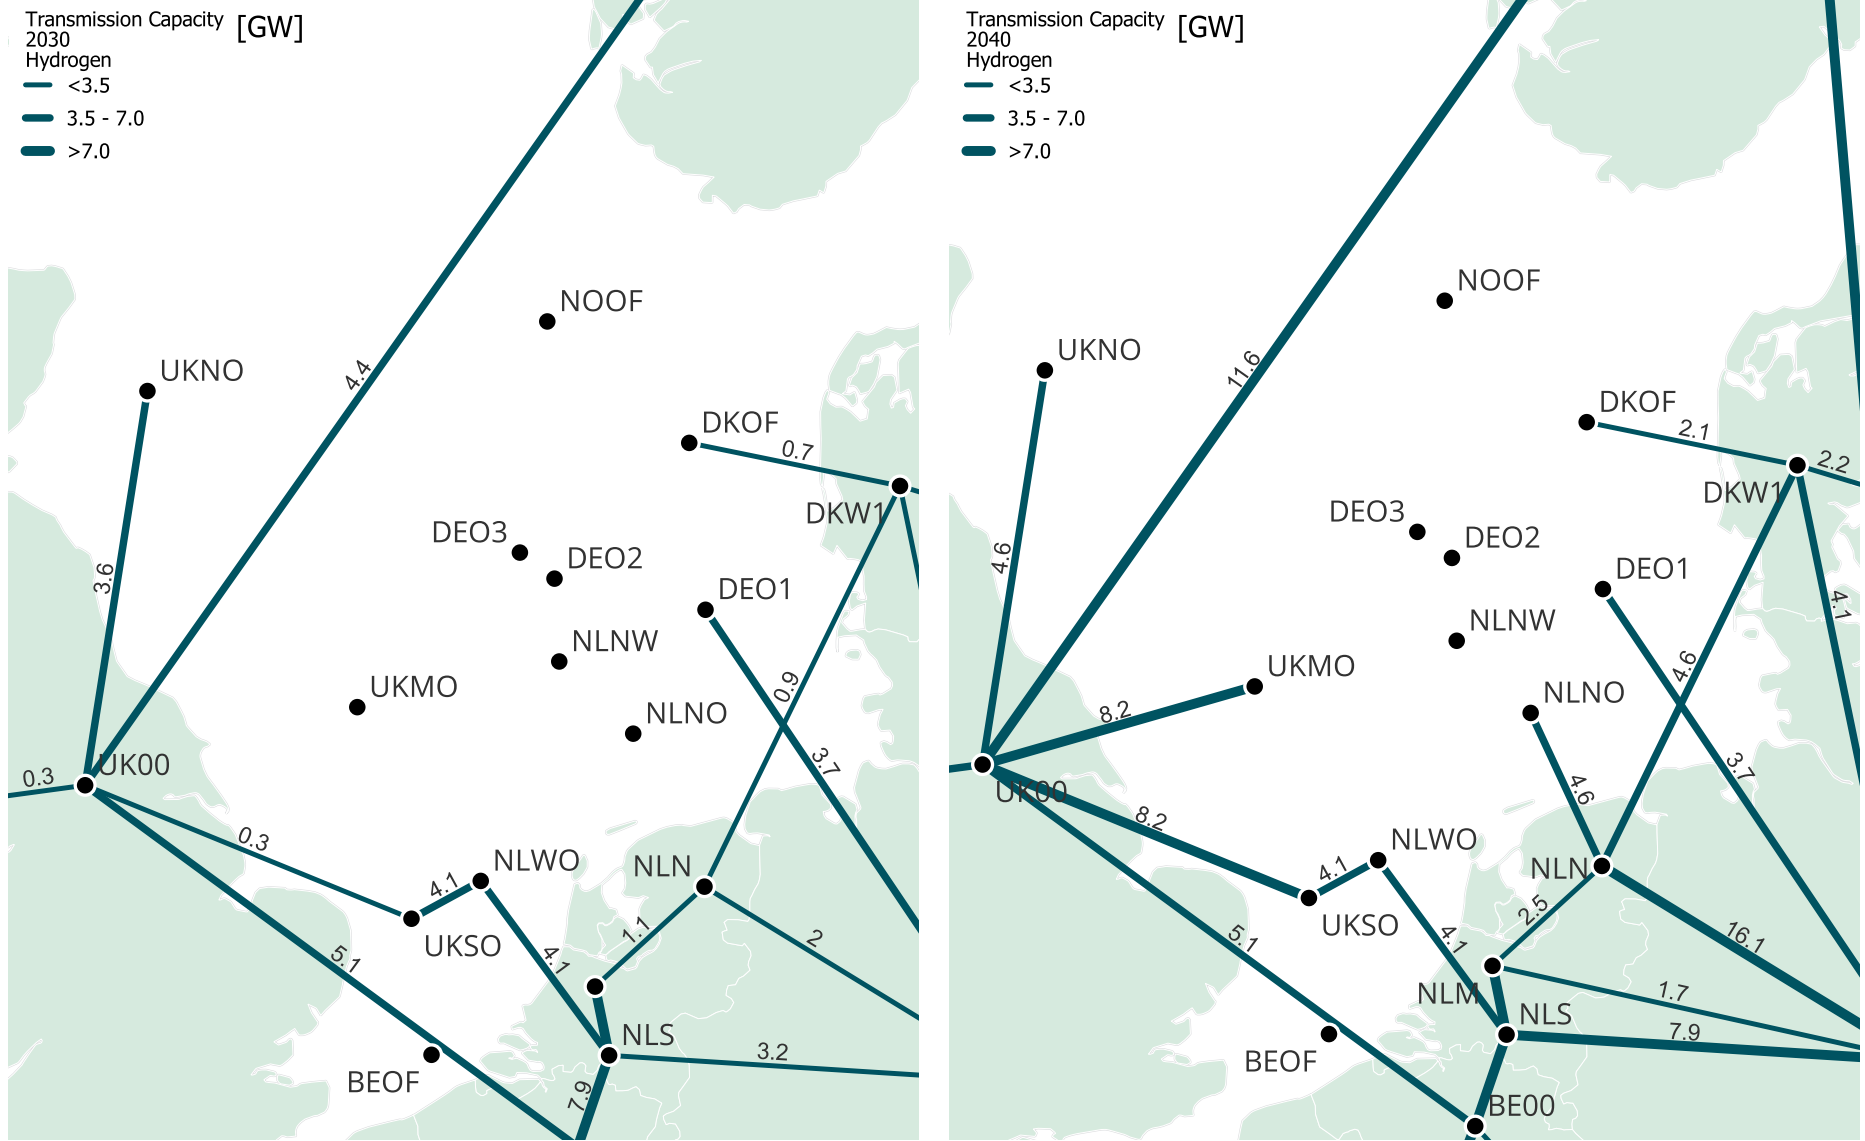 Transmission Capacity [GW]
2030
Hydrogen
<3.5
3.5 - 7.0
>7.0
NOOF
4.4
UKNO
DKOF
0.7
DKW1
DEO3
DEO2
3.6
DEO1
NLNW
UKMO
0.9
NLNO
UK00
3.7
0.3
0.3
NLWO
NLN
4.1
UKSO
1.1
2
5.1
4.1
NLS
3.2
BEOF
7.9
Transmission Capacity [GW]
2040
Hydrogen
<3.5
3.5 - 7.0
>7.0
NOOF
UKNO
11.6
DKOF
2.1
2.2
DKW1
DEO3
DEO2
4.6
DEO1
4.1
NLNW
UKMO
4.6
NLNO
8.2
3.7
UK00
4.6
8.2
NLWO
4.1
NLN
UKSO
2.5
5.1
4.1
16.1
NLM
1.7
NLS
7.9
BEOF
BE00